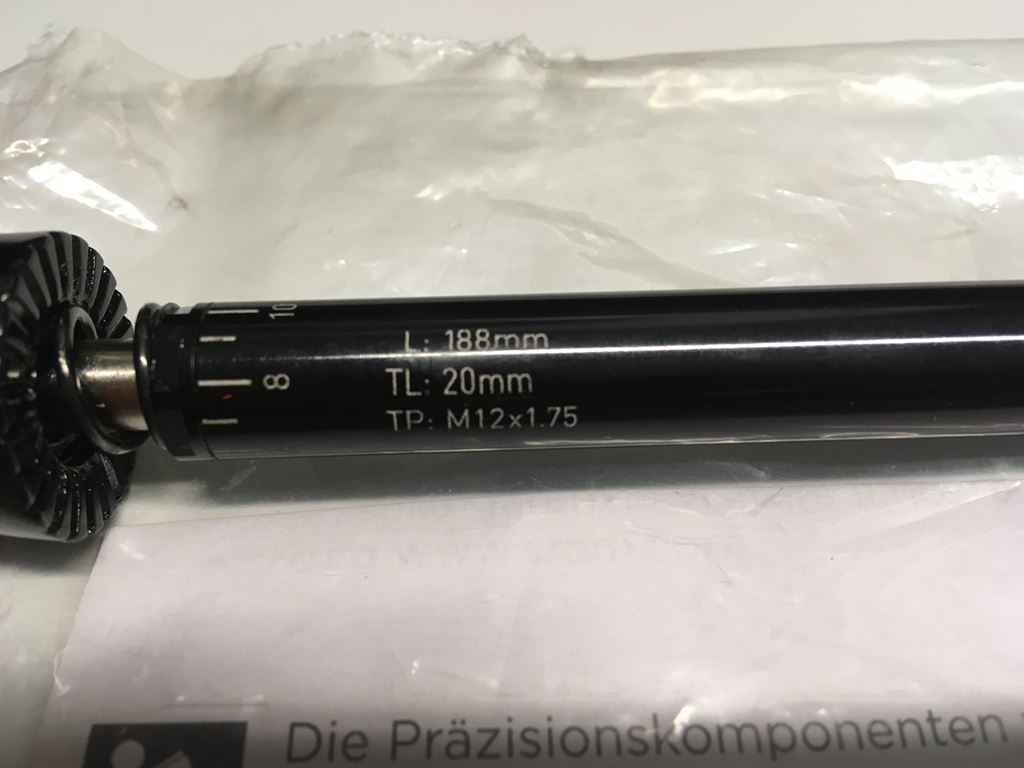 10
8
L: 188mm
TL: 20mm
TP: M12x1.75
Die Präzisionskomponenten